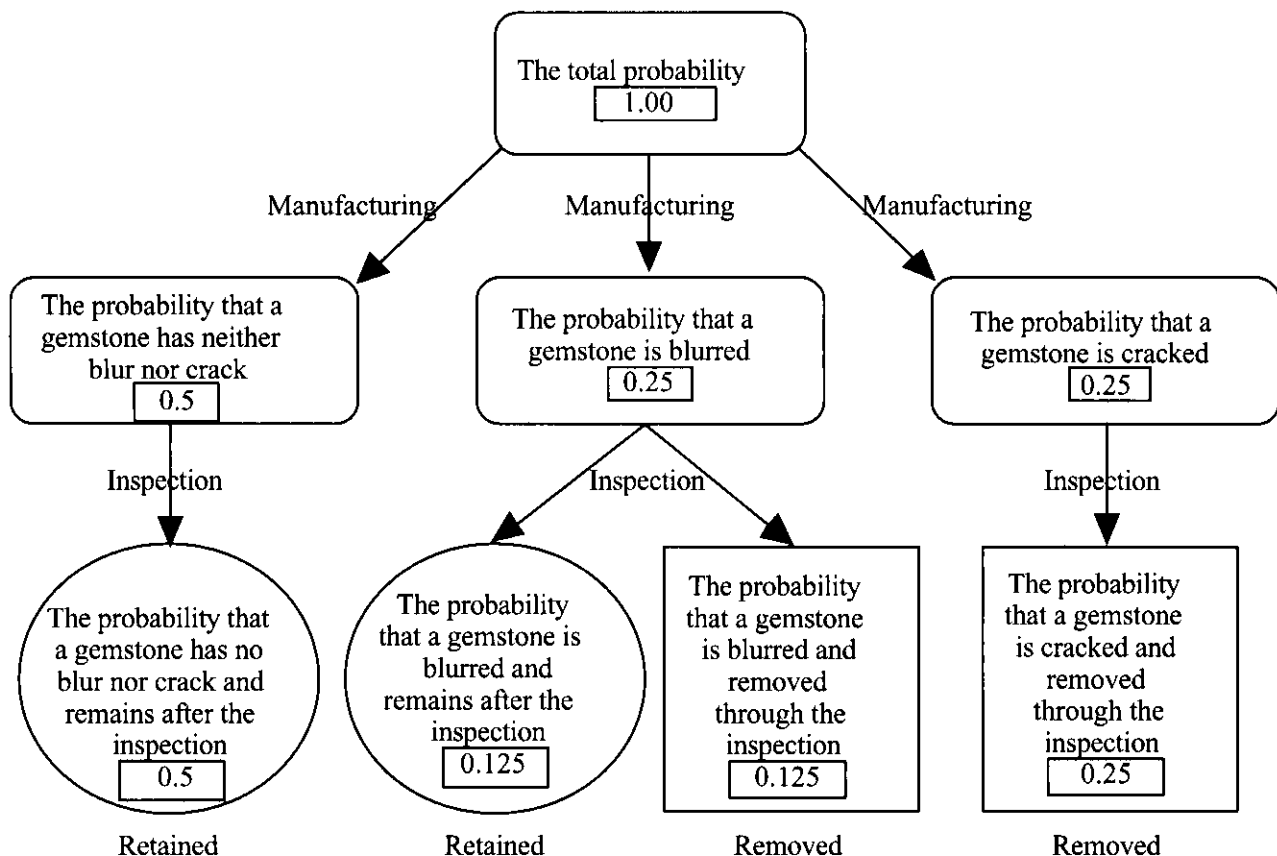 The total probability
1.00
Manufacturing
Manufacturing
Manufacturing
The probability that a
gemstone has neither
blur nor crack
0.5
The probability that a
gemstone is blurred
0.25
The probability that a
gemstone is cracked
0.25
Inspection
Inspection
Inspection
The probability that
a gemstone has no
blur nor crack and
remains after the
inspection
0.5
The probability
that a gemstone is
blurred and
remains after the
inspection
0.125
The probability
that a gemstone
is blurred and
removed
through the
inspection
0.125
The probability
that a gemstone
is cracked and
removed
through the
inspection
0.25
Retained
Retained
Removed
Removed